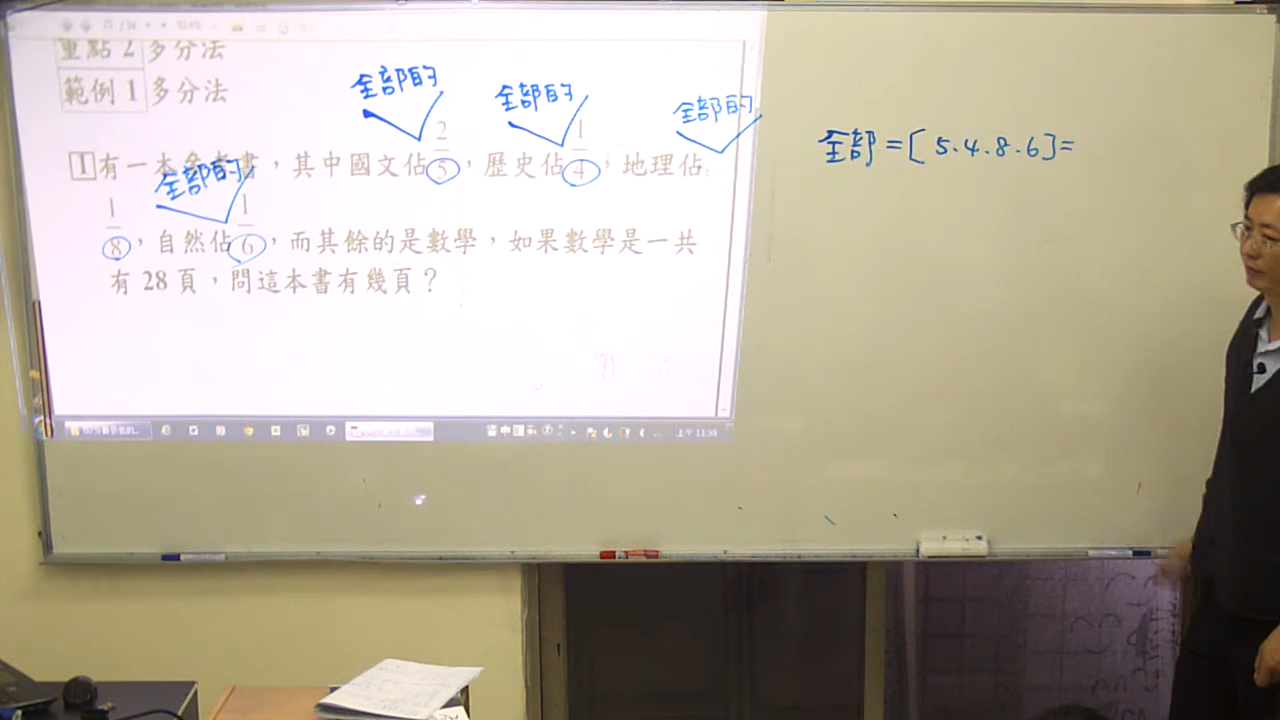 重點 2 多分法
範例 1 多分法
全部的 全部的 全部的
1 有一本參考書，其中國文佔 2/5，歷史佔 1/4，地理佔
全部的
1/8，自然佔 1/6，而其餘的是數學，如果數學是一共
有 28 頁，問這本書有幾頁？
全部=[ 5.4.8.6]=
上午 11:59